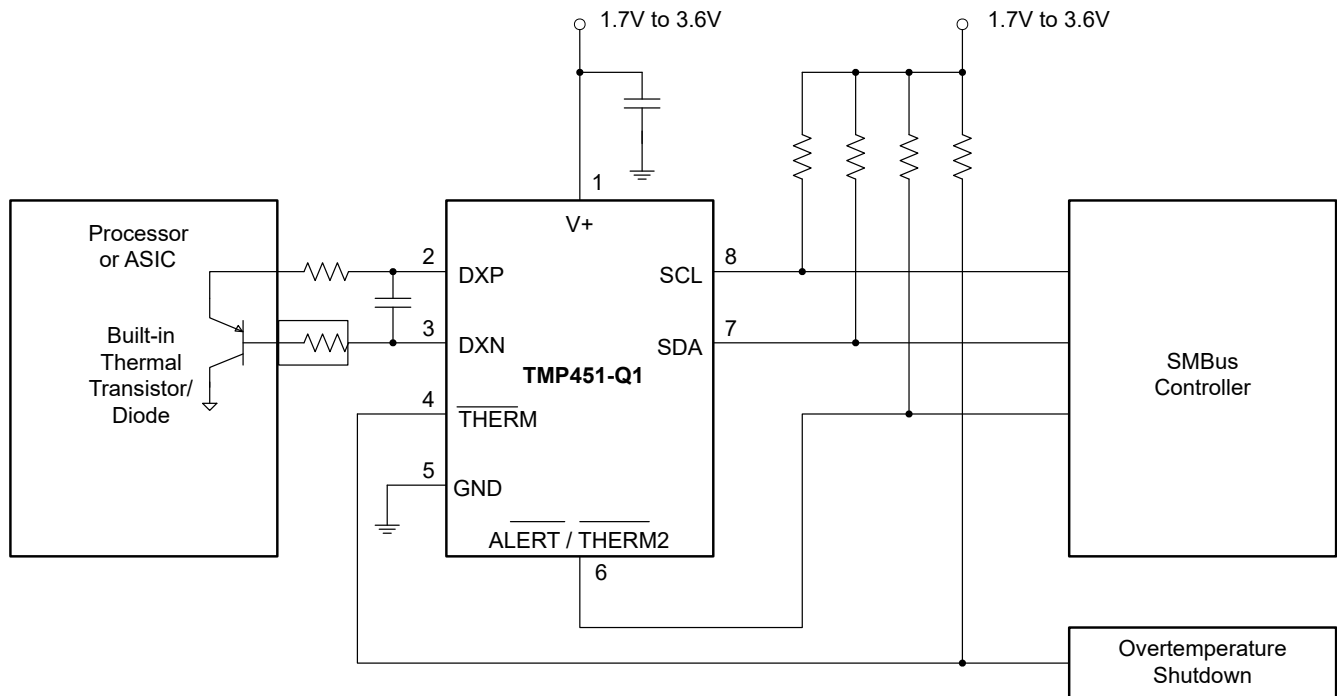 1.7V to 3.6V
1.7V to 3.6V
1
V+
Processor
or ASIC
Built-in
Thermal
Transistor/
Diode
2
DXP
3
DXN
4
THERM
5
GND
TMP451-Q1
SCL
8
SDA
7
ALERT / THERM2
6
SMBus
Controller
Overtemperature
Shutdown